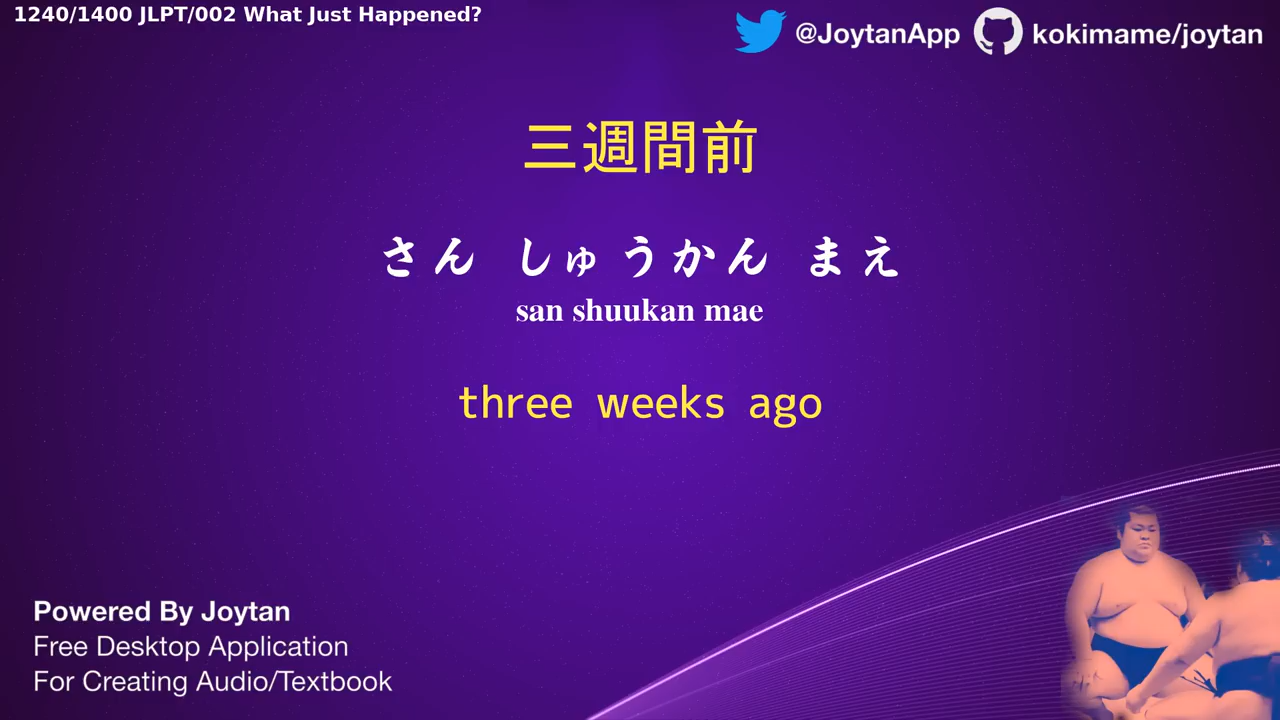 1240/1400 JLPT/002 What Just Happened?
@JoytanApp kokimame/joytan
三週間前
さん しゅうかん まえ
san shuukan mae
three weeks ago
Powered By Joytan
Free Desktop Application
For Creating Audio/Textbook